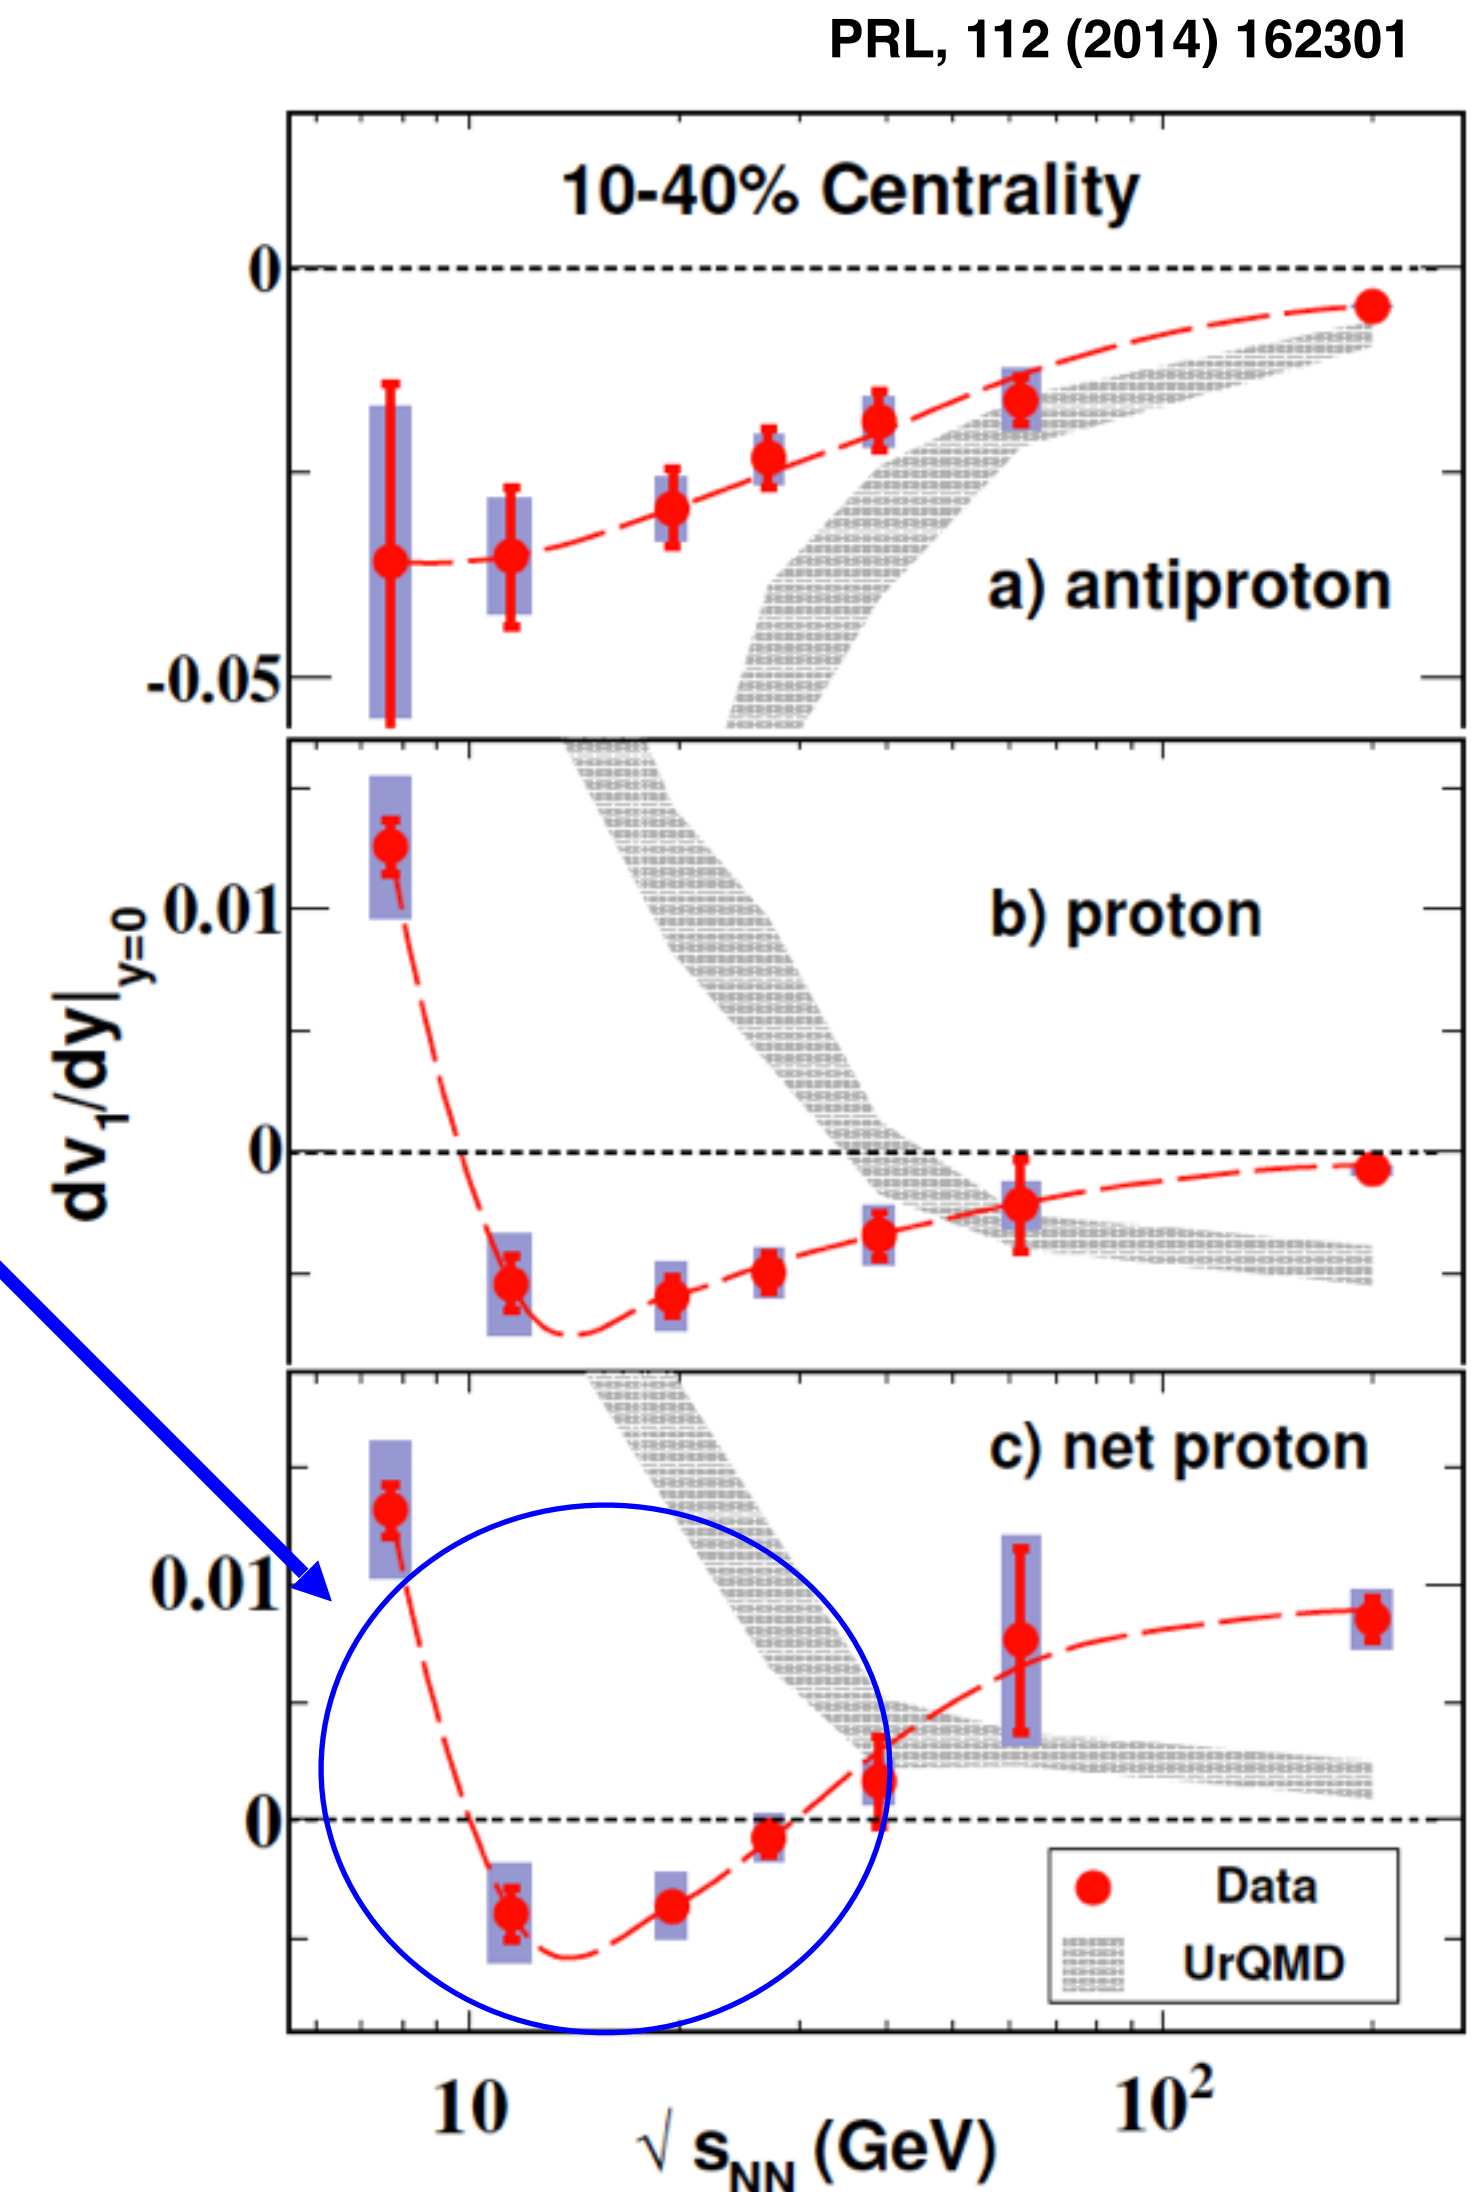 PRL, 112 (2014) 162301
10-40% Centrality
0
a) antiproton
-0.05
0.01
b) proton
dv₁/dy|y=0
0
c) net proton
0.01
0
Data
UrQMD
10
10²
√ sNN (GeV)